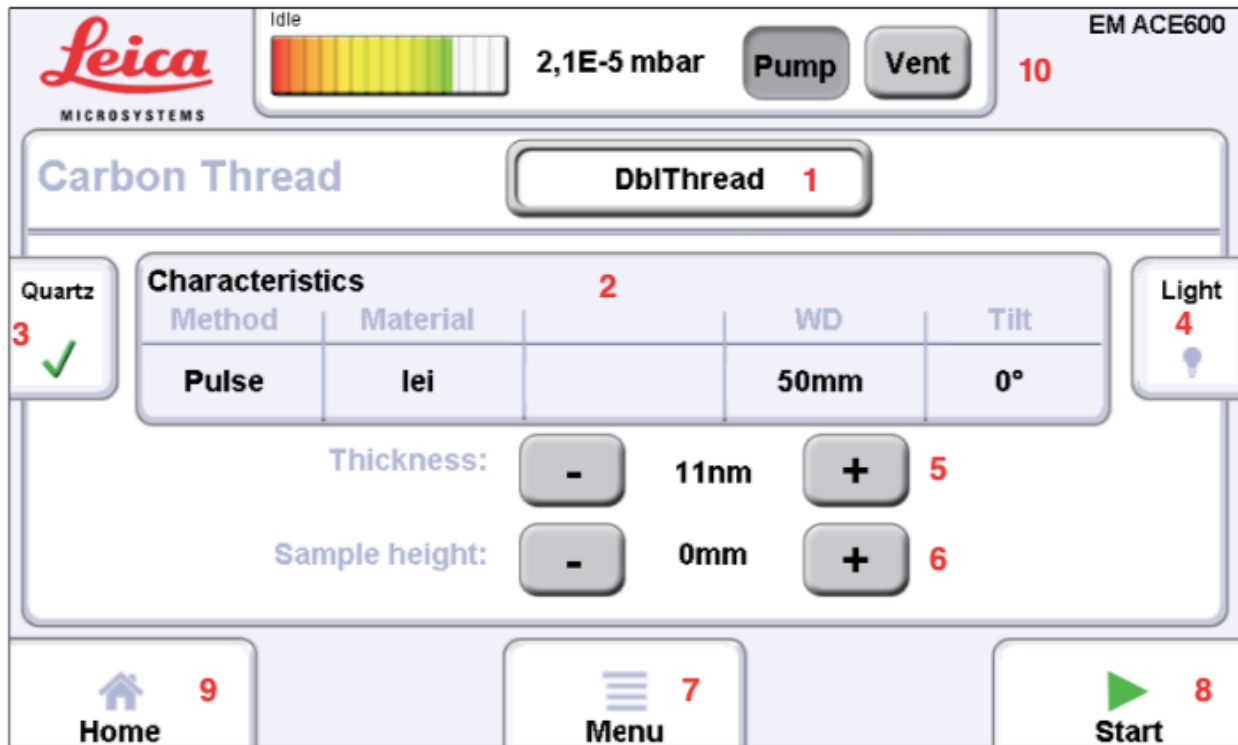 Leica
MICROSYSTEMS
Idle
2,1E-5 mbar
Pump
Vent
10
EM ACE600
Carbon Thread
DblThread 1
Quartz
3
Characteristics 2
Method Material WD Tilt
Pulse lei 50mm 0°
Light
4
Thickness: - 11nm + 5
Sample height: - 0mm + 6
9
Home
7
Menu
8
Start